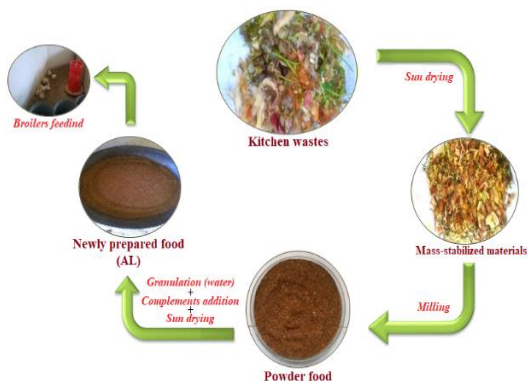 Kitchen wastes
Sun drying
Mass-stabilized materials
Milling
Powder food
Granulation (water)
+
Complements addition
+
Sun drying
Newly prepared food
(AL)
Broilers feedind